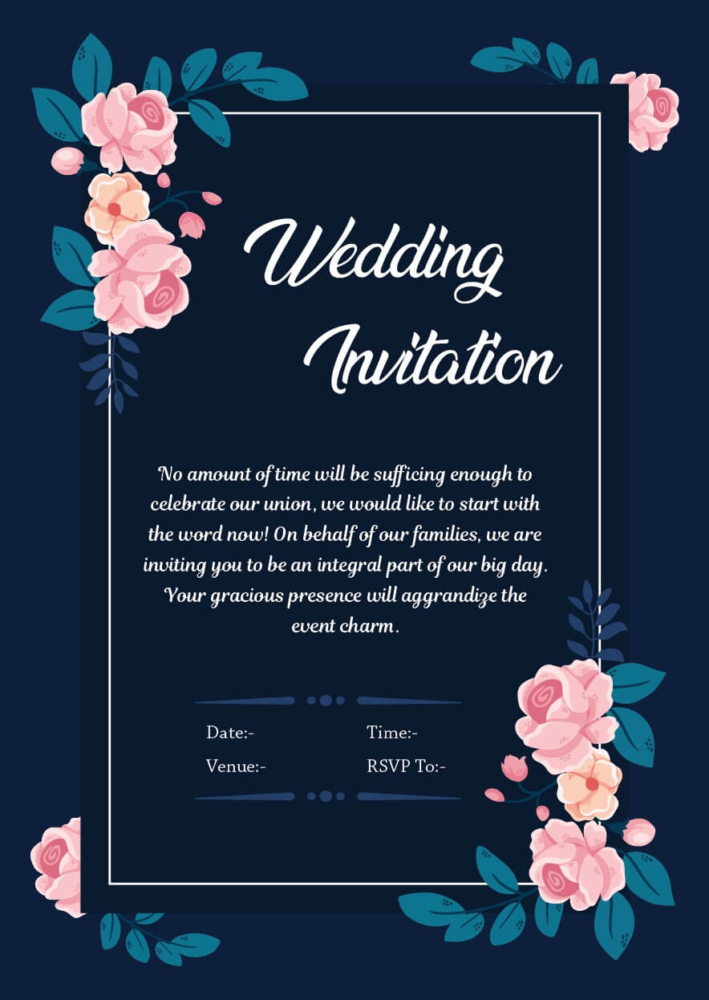 Wedding
Invitation
No amount of time will be sufficing enough to
celebrate our union, we would like to start with
the word now! On behalf of our families, we are
inviting you to be an integral part of our big day.
Your gracious presence will aggrandize the
event charm.
Date:- Time:-
Venue:- RSVP To:-